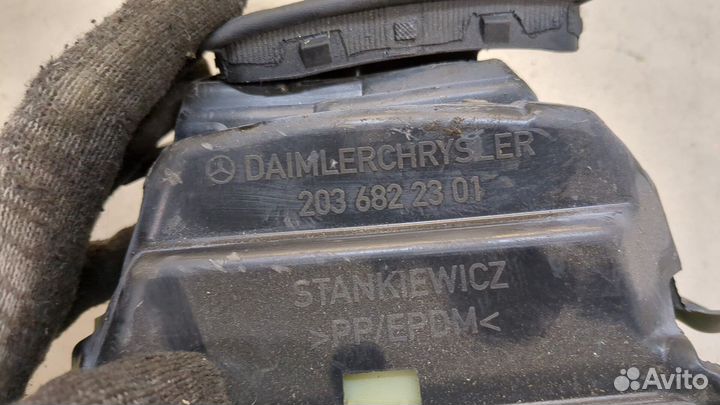 DAIMLERCHRYSLER
203 682 23 01
STANKIEWICZ
>PP/EPDM<
Avito